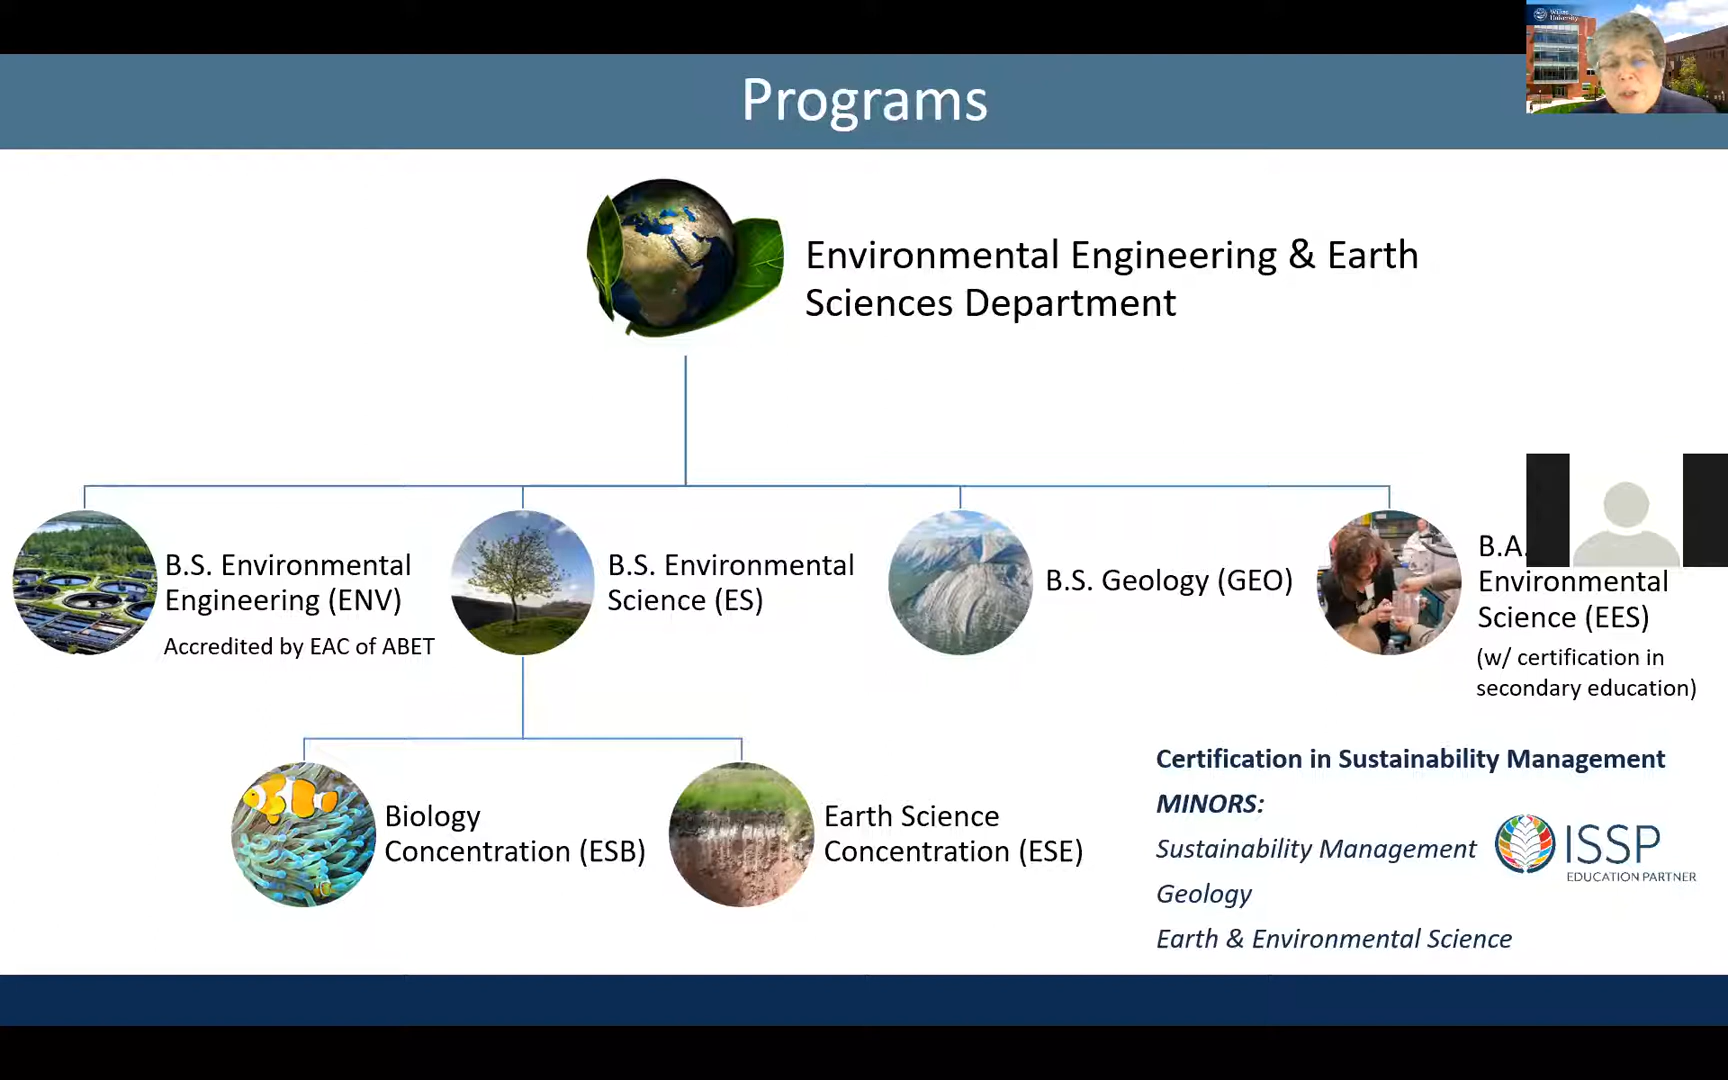 Wilkes
University
Programs
Environmental Engineering & Earth
Sciences Department
B.S. Environmental
Engineering (ENV)
Accredited by EAC of ABET
B.S. Environmental
Science (ES)
B.S. Geology (GEO)
B.A.
Environmental
Science (EES)
(w/ certification in
secondary education)
Biology
Concentration (ESB)
Earth Science
Concentration (ESE)
Certification in Sustainability Management
MINORS:
Sustainability Management
Geology
Earth & Environmental Science
ISSP
EDUCATION PARTNER